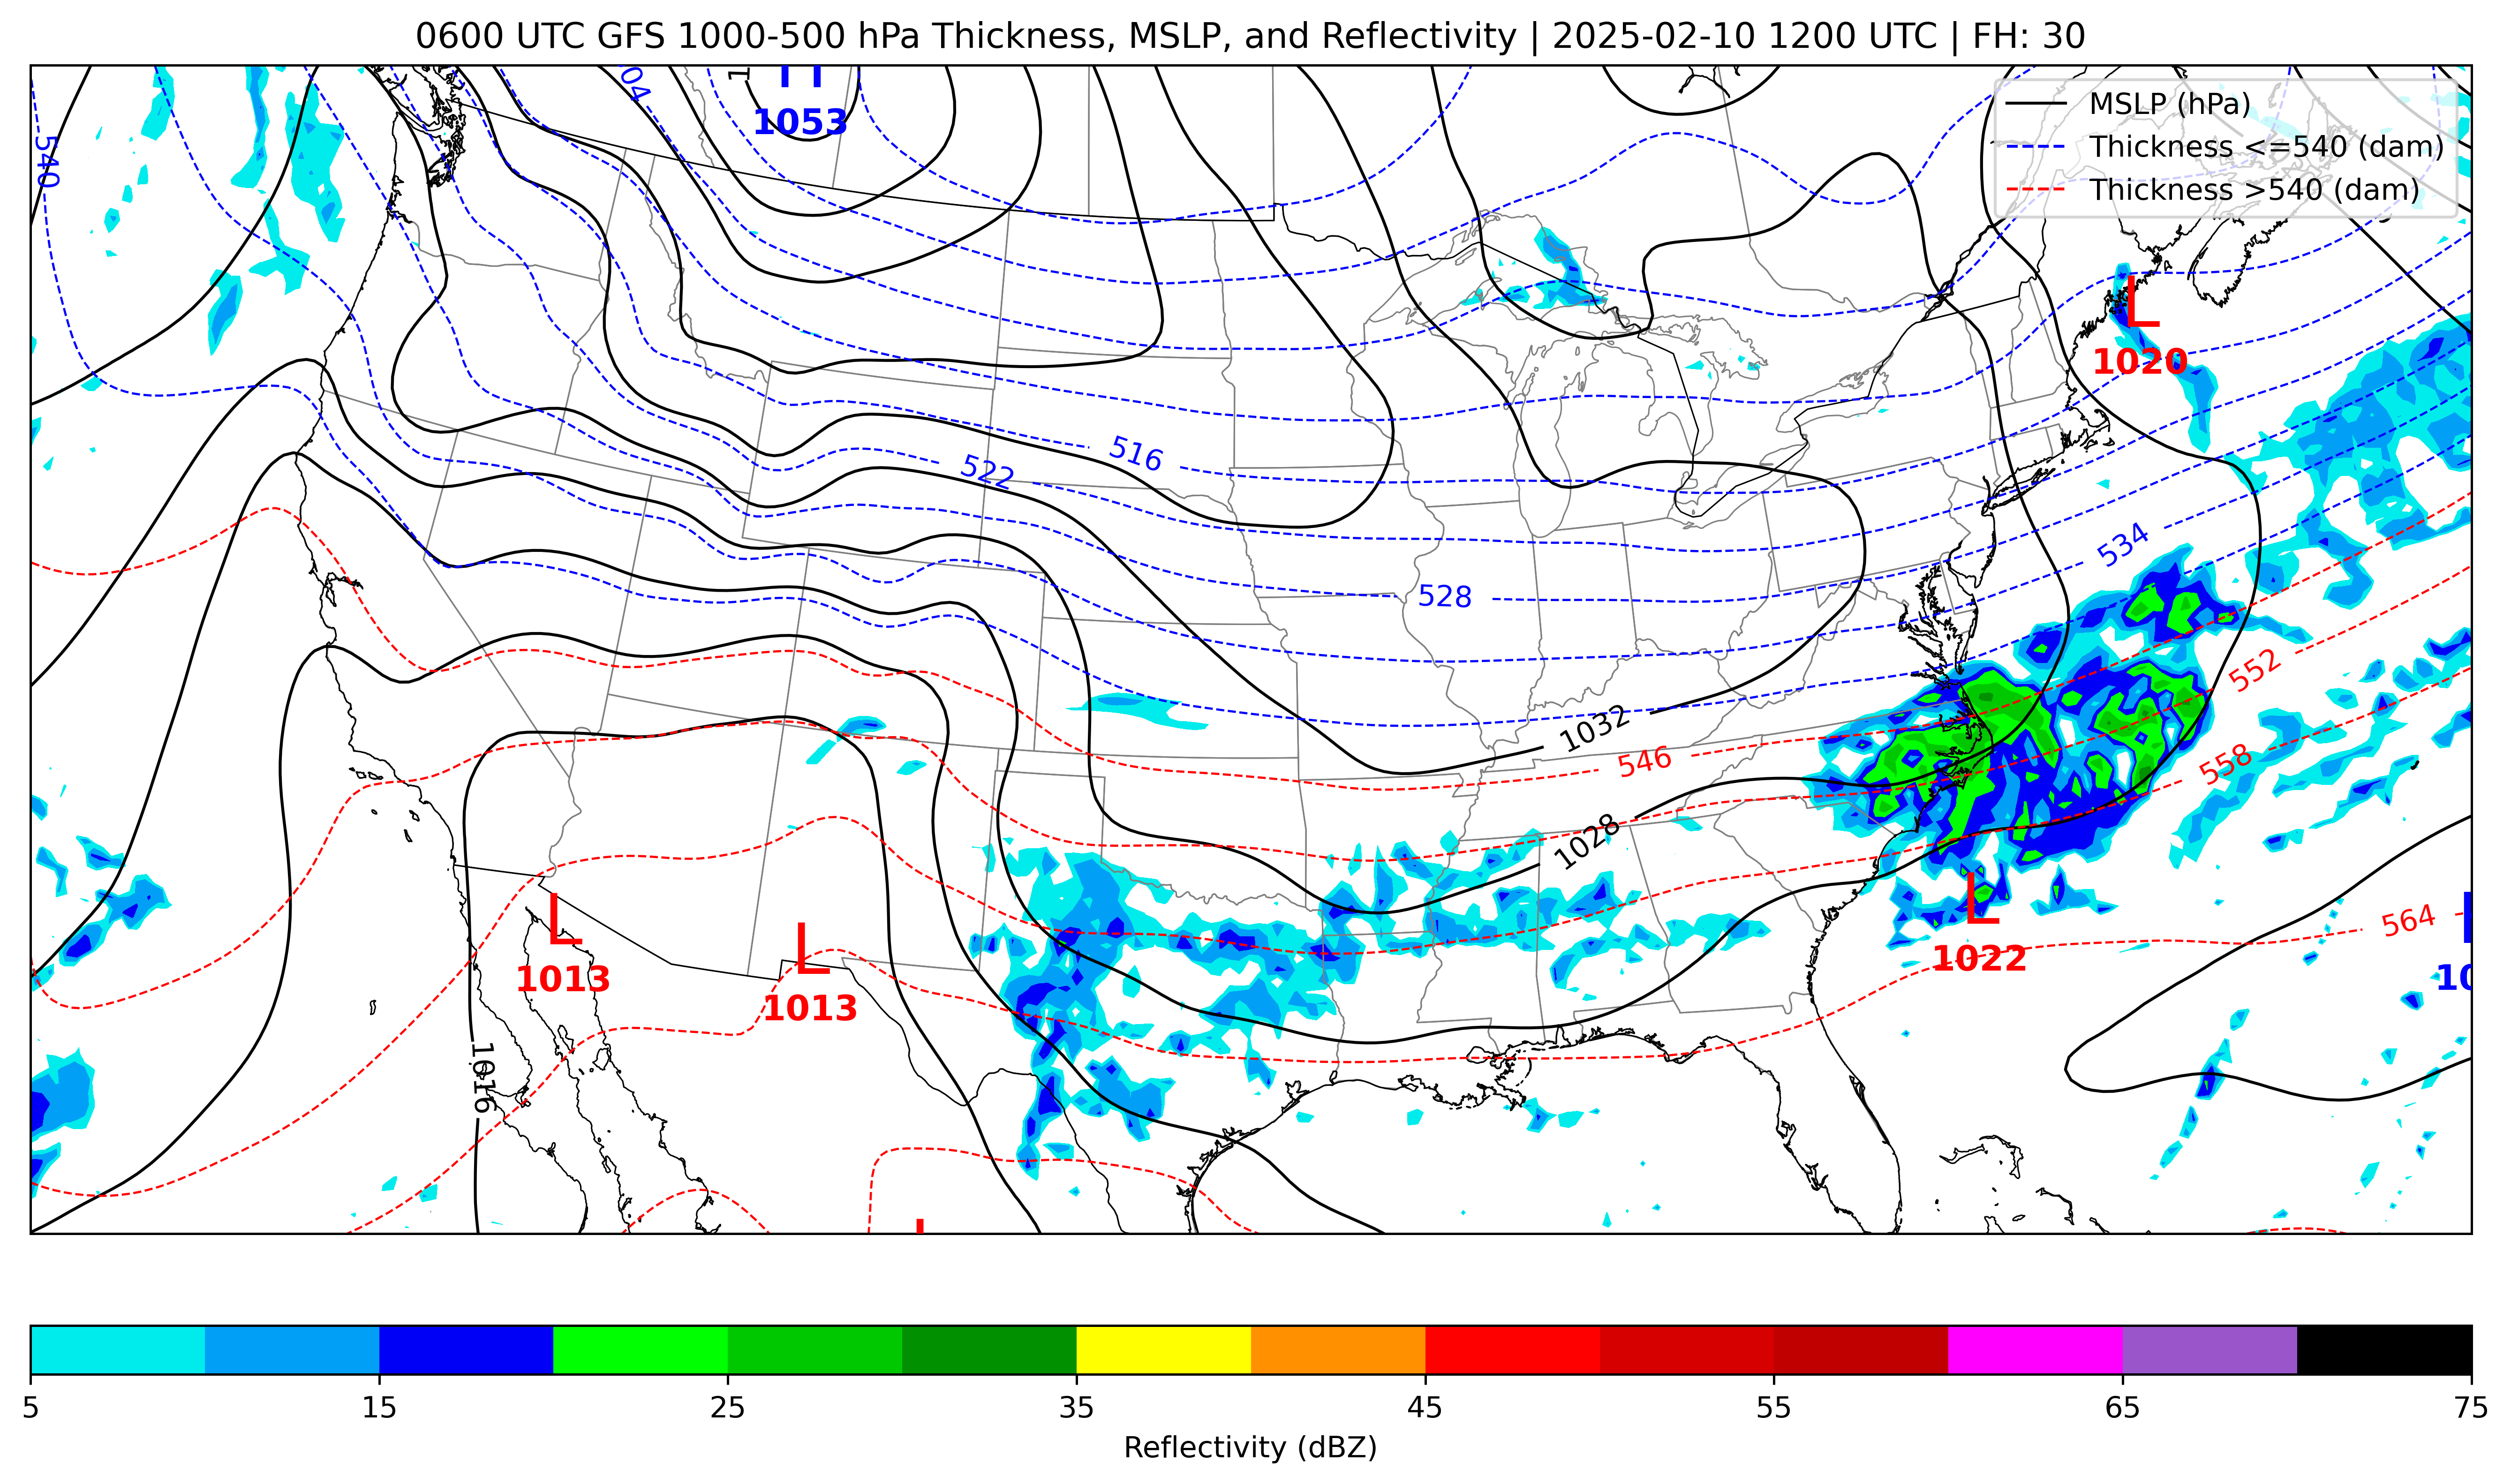 0600 UTC GFS 1000-500 hPa Thickness, MSLP, and Reflectivity | 2025-02-10 1200 UTC | FH: 30
MSLP (hPa)
Thickness <=540 (dam)
Thickness >540 (dam)
1053
540
L
1020
516
522
534
528
552
1032
546
558
1028
L
1013
L
1013
L
1022
564
1016
5
15
25
35
45
55
65
75
Reflectivity (dBZ)